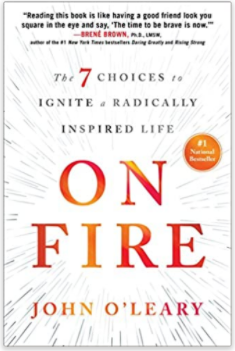 "Reading this book is like having a good friend look you
square in the eye and say, 'The time to be brave is now.'"
—BRENÉ BROWN, Ph.D., LMSW,
author of the #1 New York Times bestsellers Daring Greatly and Rising Strong
The 7 CHOICES to
IGNITE a RADICALLY
INSPIRED LIFE
#1
National
Bestseller
ON
FIRE
JOHN O'LEARY